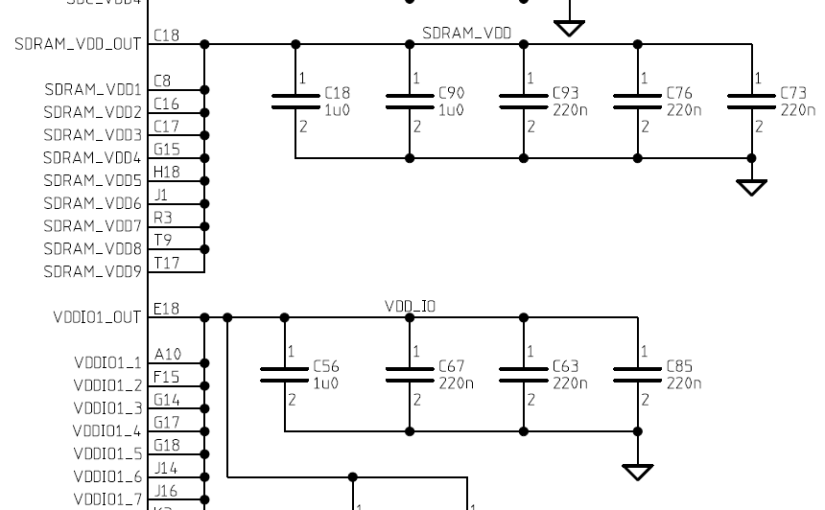 SDRAM_VDD_OUT C18 SDRAM_VDD
SDRAM_VDD1 C8
1 C18 1u0 2
1 C90 1u0 2
1 C93 220n 2
1 C76 220n 2
1 C73 220n 2
SDRAM_VDD2 C16
SDRAM_VDD3 C17
SDRAM_VDD4 G15
SDRAM_VDD5 H18
SDRAM_VDD6 J1
SDRAM_VDD7 R3
SDRAM_VDD8 T9
SDRAM_VDD9 T17
VDDIO1_OUT E18 VDD_IO
1 C56 1u0 2
1 C67 220n 2
1 C63 220n 2
1 C85 220n 2
VDDIO1_1 A10
VDDIO1_2 F15
VDDIO1_3 G14
VDDIO1_4 G17
VDDIO1_5 G18
VDDIO1_6 J14
VDDIO1_7 J16
1 1